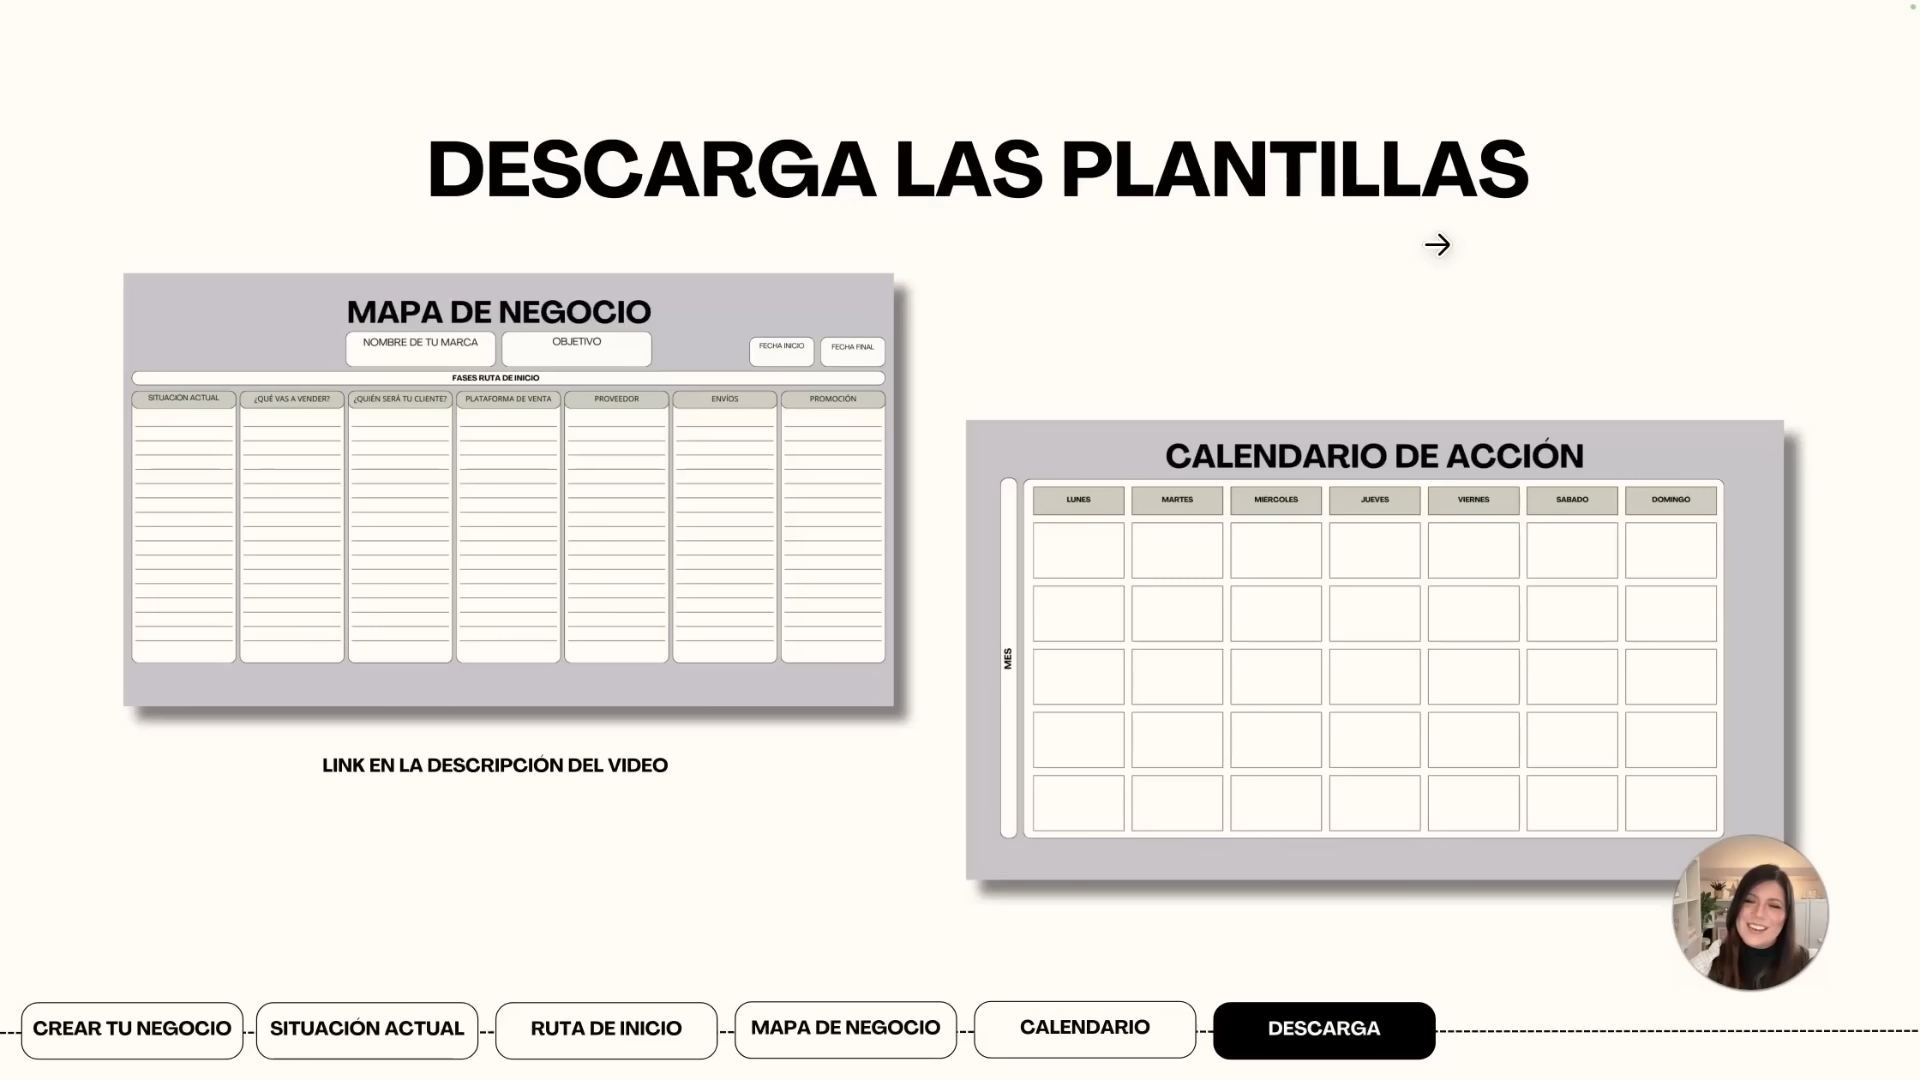 DESCARGA LAS PLANTILLAS
MAPA DE NEGOCIO
NOMBRE DE TU MARCA
OBJETIVO
FECHA INICIO
FECHA FINAL
FASES RUTA DE INICIO
SITUACION ACTUAL
¿QUÉ VAS A VENDER?
¿QUIÉN SERÁ TU CLIENTE?
PLATAFORMA DE VENTA
PROVEEDOR
ENVÍOS
PROMOCIÓN
LINK EN LA DESCRIPCIÓN DEL VIDEO
CALENDARIO DE ACCIÓN
MES
LUNES
MARTES
MIERCOLES
JUEVES
VIERNES
SABADO
DOMINGO
CREAR TU NEGOCIO
SITUACIÓN ACTUAL
RUTA DE INICIO
MAPA DE NEGOCIO
CALENDARIO
DESCARGA